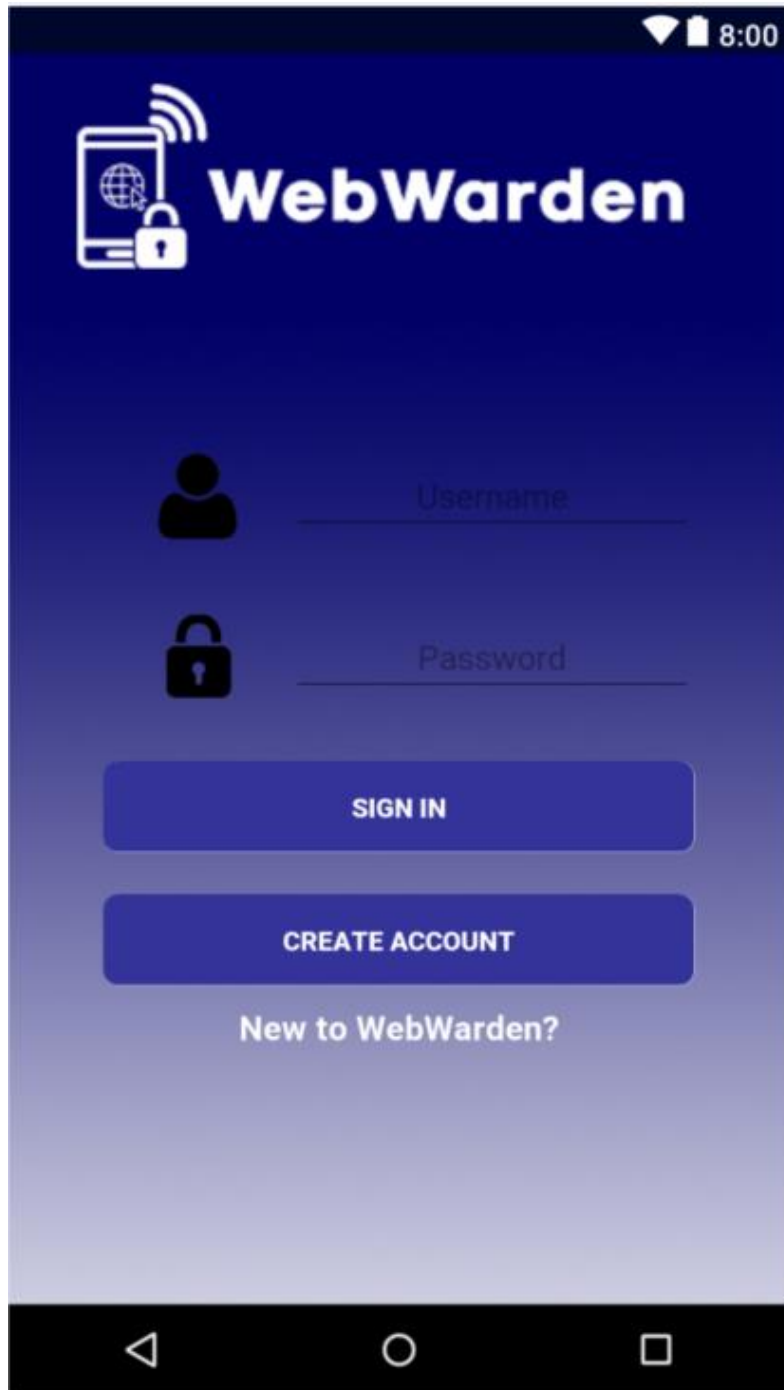 8:00
WebWarden
Username
Password
SIGN IN
CREATE ACCOUNT
New to WebWarden?